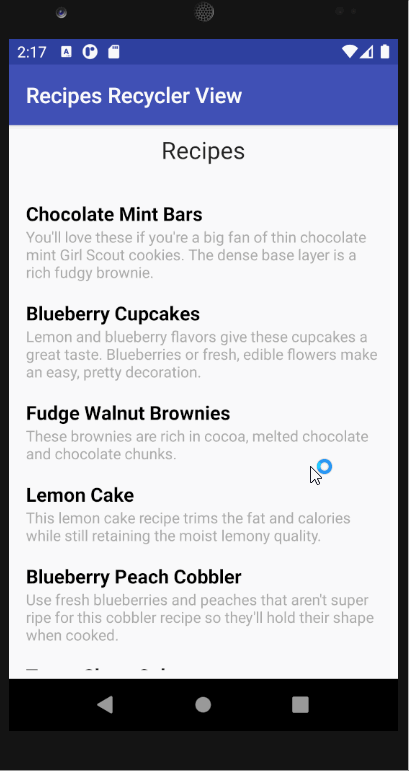 2:17
Recipes Recycler View
Recipes
Chocolate Mint Bars
You'll love these if you're a big fan of thin chocolate
mint Girl Scout cookies. The dense base layer is a
rich fudgy brownie.
Blueberry Cupcakes
Lemon and blueberry flavors give these cupcakes a
great taste. Blueberries or fresh, edible flowers make
an easy, pretty decoration.
Fudge Walnut Brownies
These brownies are rich in cocoa, melted chocolate
and chocolate chunks.
Lemon Cake
This lemon cake recipe trims the fat and calories
while still retaining the moist lemony quality.
Blueberry Peach Cobbler
Use fresh blueberries and peaches that aren't super
ripe for this cobbler recipe so they'll hold their shape
when cooked.